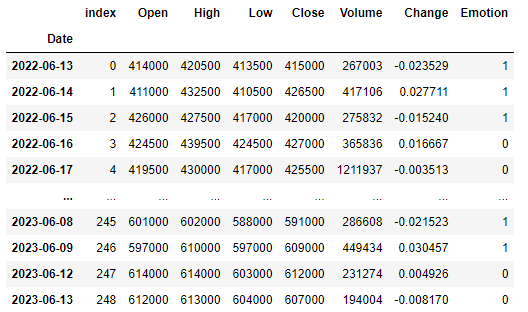 index Open High Low Close Volume Change Emotion
Date
2022-06-13 0 414000 420500 413500 415000 267003 -0.023529 1
2022-06-14 1 411000 432500 410500 426500 417106 0.027711 1
2022-06-15 2 426000 427500 417000 420000 275832 -0.015240 1
2022-06-16 3 424500 439500 424500 427000 365836 0.016667 0
2022-06-17 4 419500 430000 417000 425500 1211937 -0.003513 0
... ... ... ... ... ... ... ... ...
2023-06-08 245 601000 602000 588000 591000 286608 -0.021523 1
2023-06-09 246 597000 610000 597000 609000 449434 0.030457 1
2023-06-12 247 614000 614000 603000 612000 231274 0.004926 0
2023-06-13 248 612000 613000 604000 607000 194004 -0.008170 0